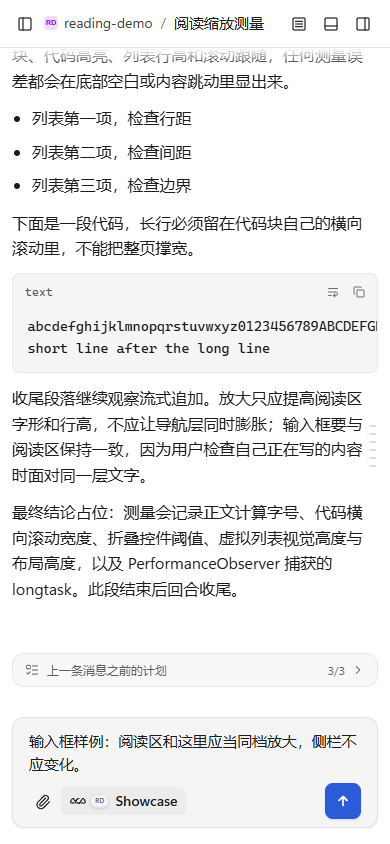 RD reading-demo / 阅读缩放测量
块、代码高亮、列表行高和滚动跟随，任何测量误
差都会在底部空白或内容跳动里显出来。
• 列表第一项，检查行距
• 列表第二项，检查间距
• 列表第三项，检查边界
下面是一段代码，长行必须留在代码块自己的横向
滚动里，不能把整页撑宽。
text
abcdefghijklmnopqrstuvwxyz0123456789ABCDEFG
short line after the long line
收尾段落继续观察流式追加。放大只应提高阅读区
字形和行高，不应让导航层同时膨胀；输入框要与
阅读区保持一致，因为用户检查自己正在写的内容
时面对同一层文字。
最终结论占位：测量会记录正文计算字号、代码横
向滚动宽度、折叠控件阈值、虚拟列表视觉高度与
布局高度，以及 PerformanceObserver 捕获的
longtask。此段结束后回合收尾。
上一条消息之前的计划 3/3
输入框样例：阅读区和这里应当同档放大，侧栏不
应变化。
RD Showcase